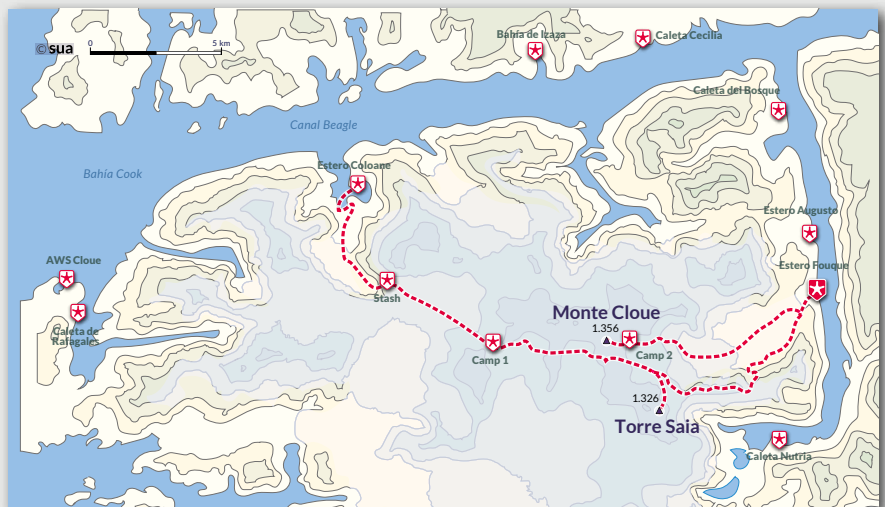 Bahía de Izaza
Caleta Cecilia
©sua
0
5 km
Caleta del Bosque
Canal Beagle
Estero Coloane
Bahía Cook
Estero Augusto
AWS Cloue
Estero Fouque
Stash
Caleta de
Rafagales
Monte Cloue
1.356
Camp 1
Camp 2
1.326
Torre Saia
Caleta Nutria